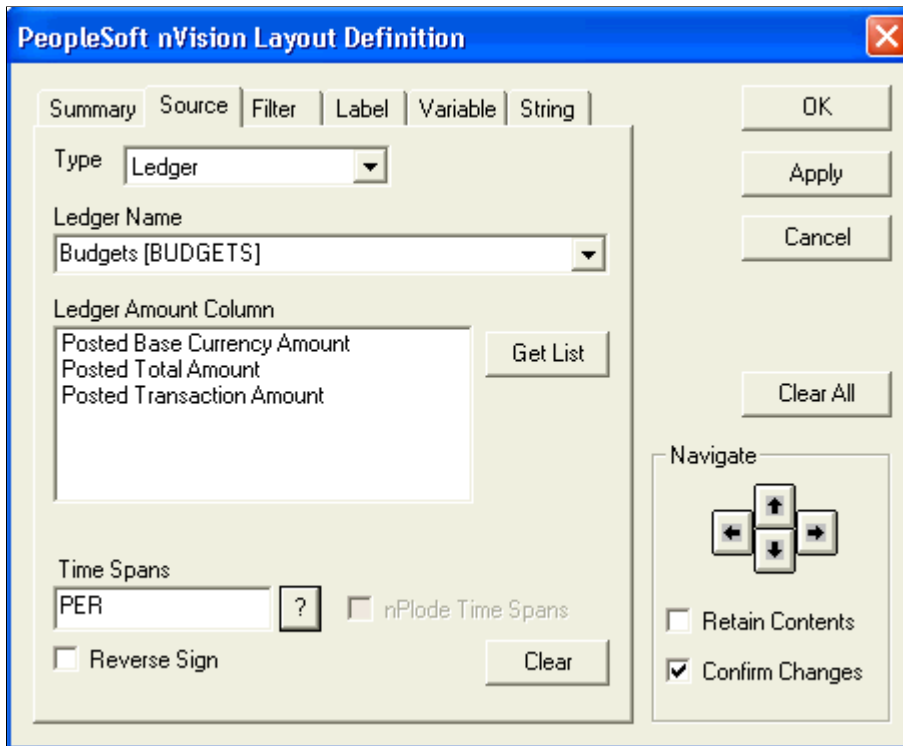 PeopleSoft nVision Layout Definition
Summary Source Filter Label Variable String
OK
Type Ledger
Apply
Ledger Name
Budgets [BUDGETS]
Cancel
Ledger Amount Column
Posted Base Currency Amount
Posted Total Amount
Posted Transaction Amount
Get List
Clear All
Navigate
Time Spans
PER ? nPlode Time Spans
Retain Contents
Reverse Sign Clear
Confirm Changes